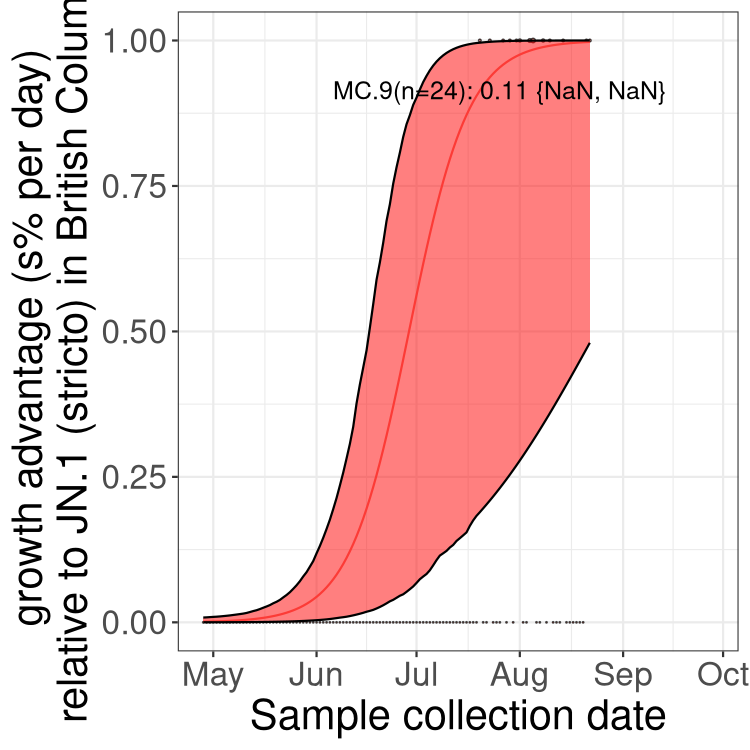 growth advantage (s% per day)
relative to JN.1 (stricto) in British Colum
1.00
0.75
0.50
0.25
0.00
MC.9(n=24): 0.11 {NaN, NaN}
May Jun Jul Aug Sep Oct
Sample collection date